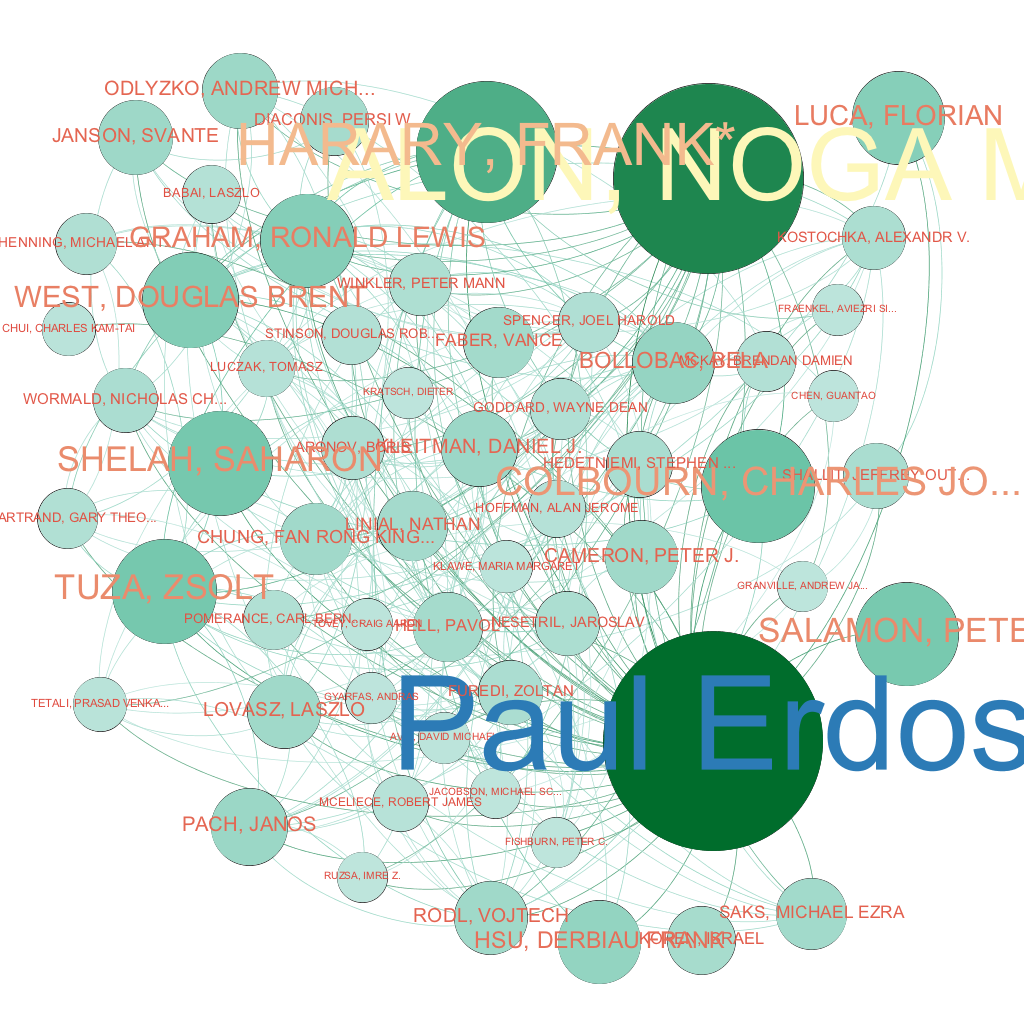 ODLYZKO, ANDREW MICH...
LUCA, FLORIAN
DIACONIS, PERSI W
JANSON, SVANTE
HARARY, FRANK*
ALON, NOGA M
BABAI, LASZLO
HENNING, MICHAEL ANT...
GRAHAM, RONALD LEWIS
KOSTOCHKA, ALEXANDR V.
WINKLER, PETER MANN
WEST, DOUGLAS BRENT
FRAENKEL, AVIEZRI SI...
SPENCER, JOEL HAROLD
CHUI, CHARLES KAM-TAI
STINSON, DOUGLAS ROB...
FABER, VANCE
BOLLOBAS, BELA
MCKAY, BRENDAN DAMIEN
LUCZAK, TOMASZ
KRATSCH, DIETER
CHEN, GUANTAO
WORMALD, NICHOLAS CH...
GODDARD, WAYNE DEAN
ARONOV, BORIS
KLEITMAN, DANIEL J.
SHELAH, SAHARON
HEDETNIEMI, STEPHEN ...
SHALLIT, JEFFREY OUT...
COLBOURN, CHARLES JO...
HOFFMAN, ALAN JEROME
ARTRAND, GARY THEO...
LINIAL, NATHAN
CHUNG, FAN RONG KING...
CAMERON, PETER J.
KLAWE, MARIA MARGARET
TUZA, ZSOLT
GRANVILLE, ANDREW JA...
POMERANCE, CARL BERN...
TOVEY, CRAIG AAREN
HELL, PAVOL
NESETRIL, JAROSLAV
SALAMON, PETE
FUREDI, ZOLTAN
GYARFAS, ANDRAS
TETALI, PRASAD VENKA...
LOVASZ, LASZLO
Paul Erdos
AVIS, DAVID MICHAEL
JACOBSON, MICHAEL SC...
MCELIECE, ROBERT JAMES
PACH, JANOS
FISHBURN, PETER C.
RUZSA, IMRE Z.
RODL, VOJTECH
SAKS, MICHAEL EZRA
HSU, DERBIAU FRANK
KOREN, ISRAEL